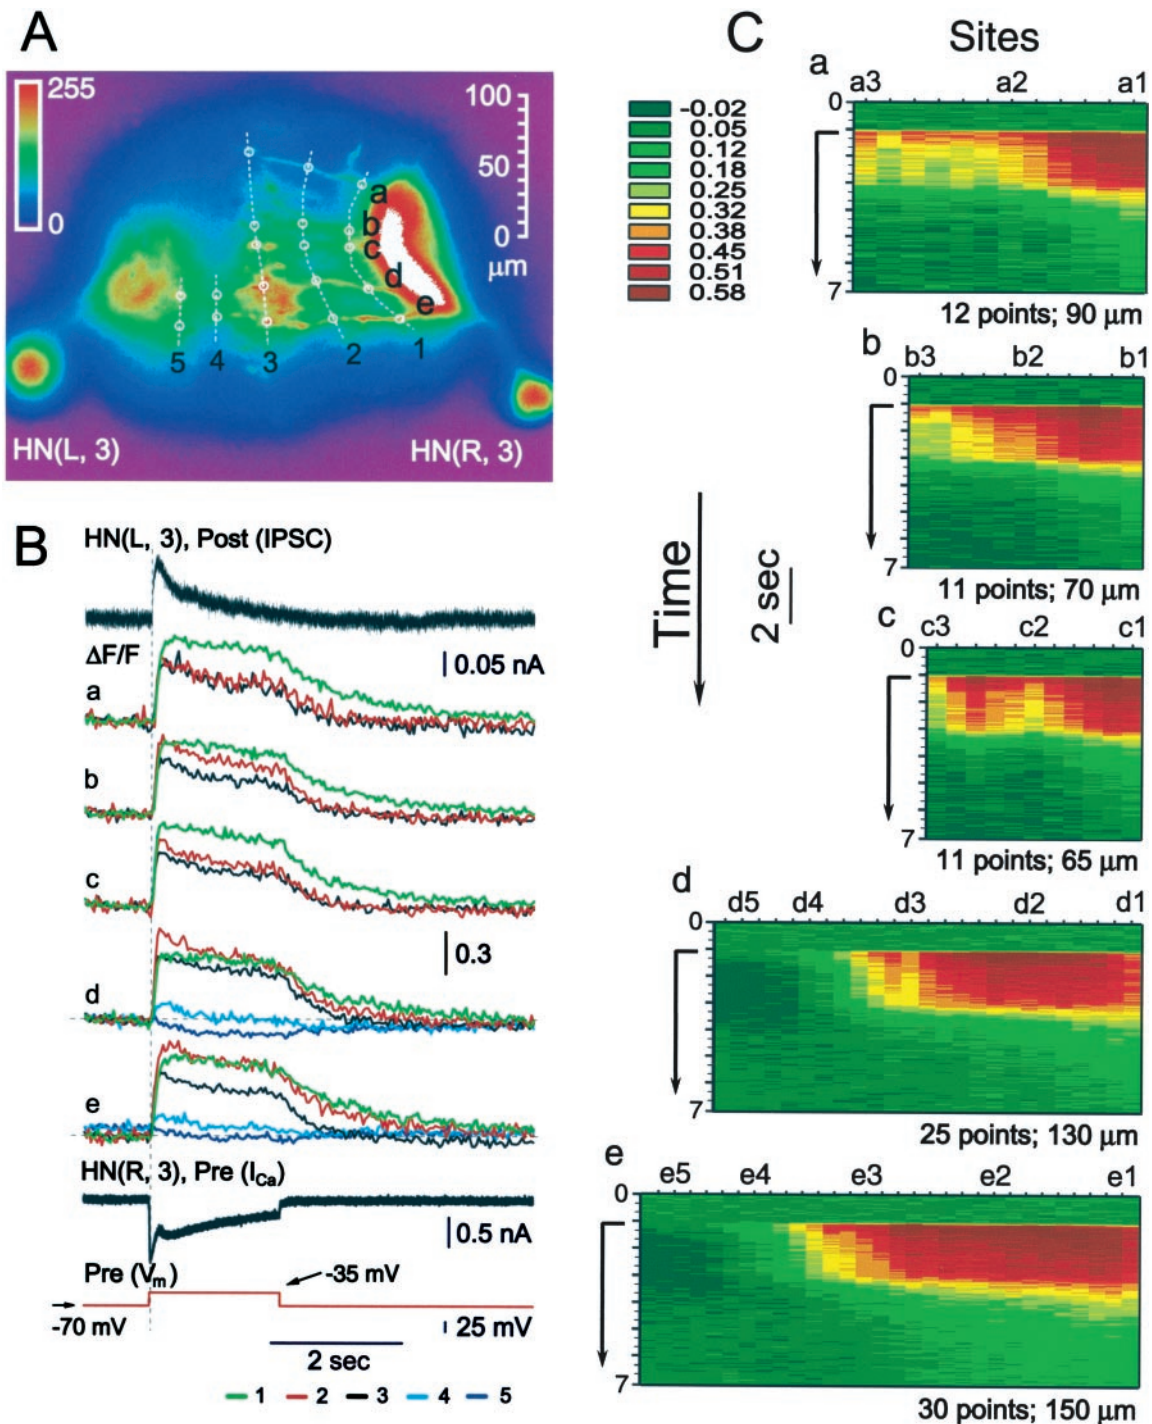 A
255
0
100
50
0
μm
a
b
c
d
e
5 4 3 2 1
HN(L, 3)
HN(R, 3)
B
HN(L, 3), Post (IPSC)
0.05 nA
ΔF/F
a
b
c
0.3
d
e
HN(R, 3), Pre (I_Ca)
0.5 nA
Pre (V_m)
-35 mV
-70 mV
25 mV
2 sec
1 2 3 4 5
C
Sites
-0.02
0.05
0.12
0.18
0.25
0.32
0.38
0.45
0.51
0.58
Time
2 sec
a
a3 a2 a1
0
7
12 points; 90 μm
b
b3 b2 b1
0
7
11 points; 70 μm
c
c3 c2 c1
0
7
11 points; 65 μm
d
d5 d4 d3 d2 d1
0
7
25 points; 130 μm
e
e5 e4 e3 e2 e1
0
7
30 points; 150 μm